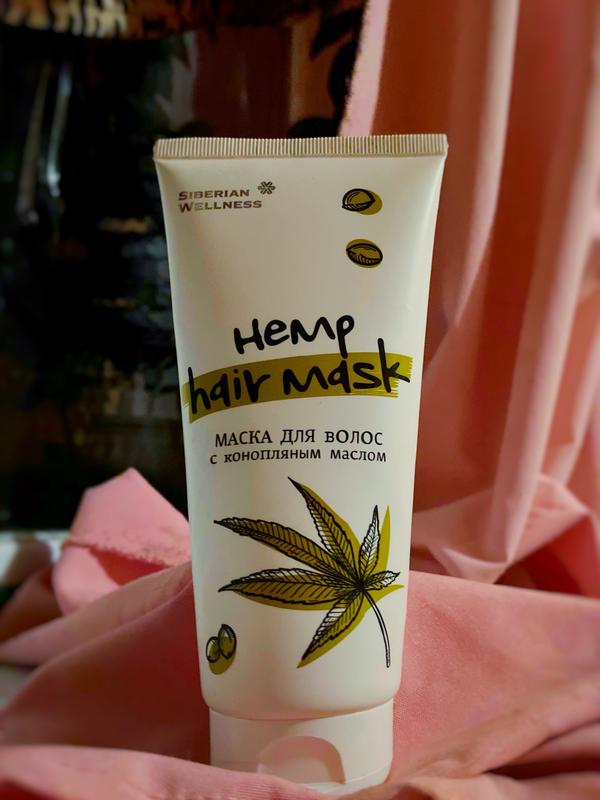 SIBERIAN
WELLNESS
Hemp
hair mask
МАСКА ДЛЯ ВОЛОС
С КОНОПЛЯНЫМ МАСЛОМ